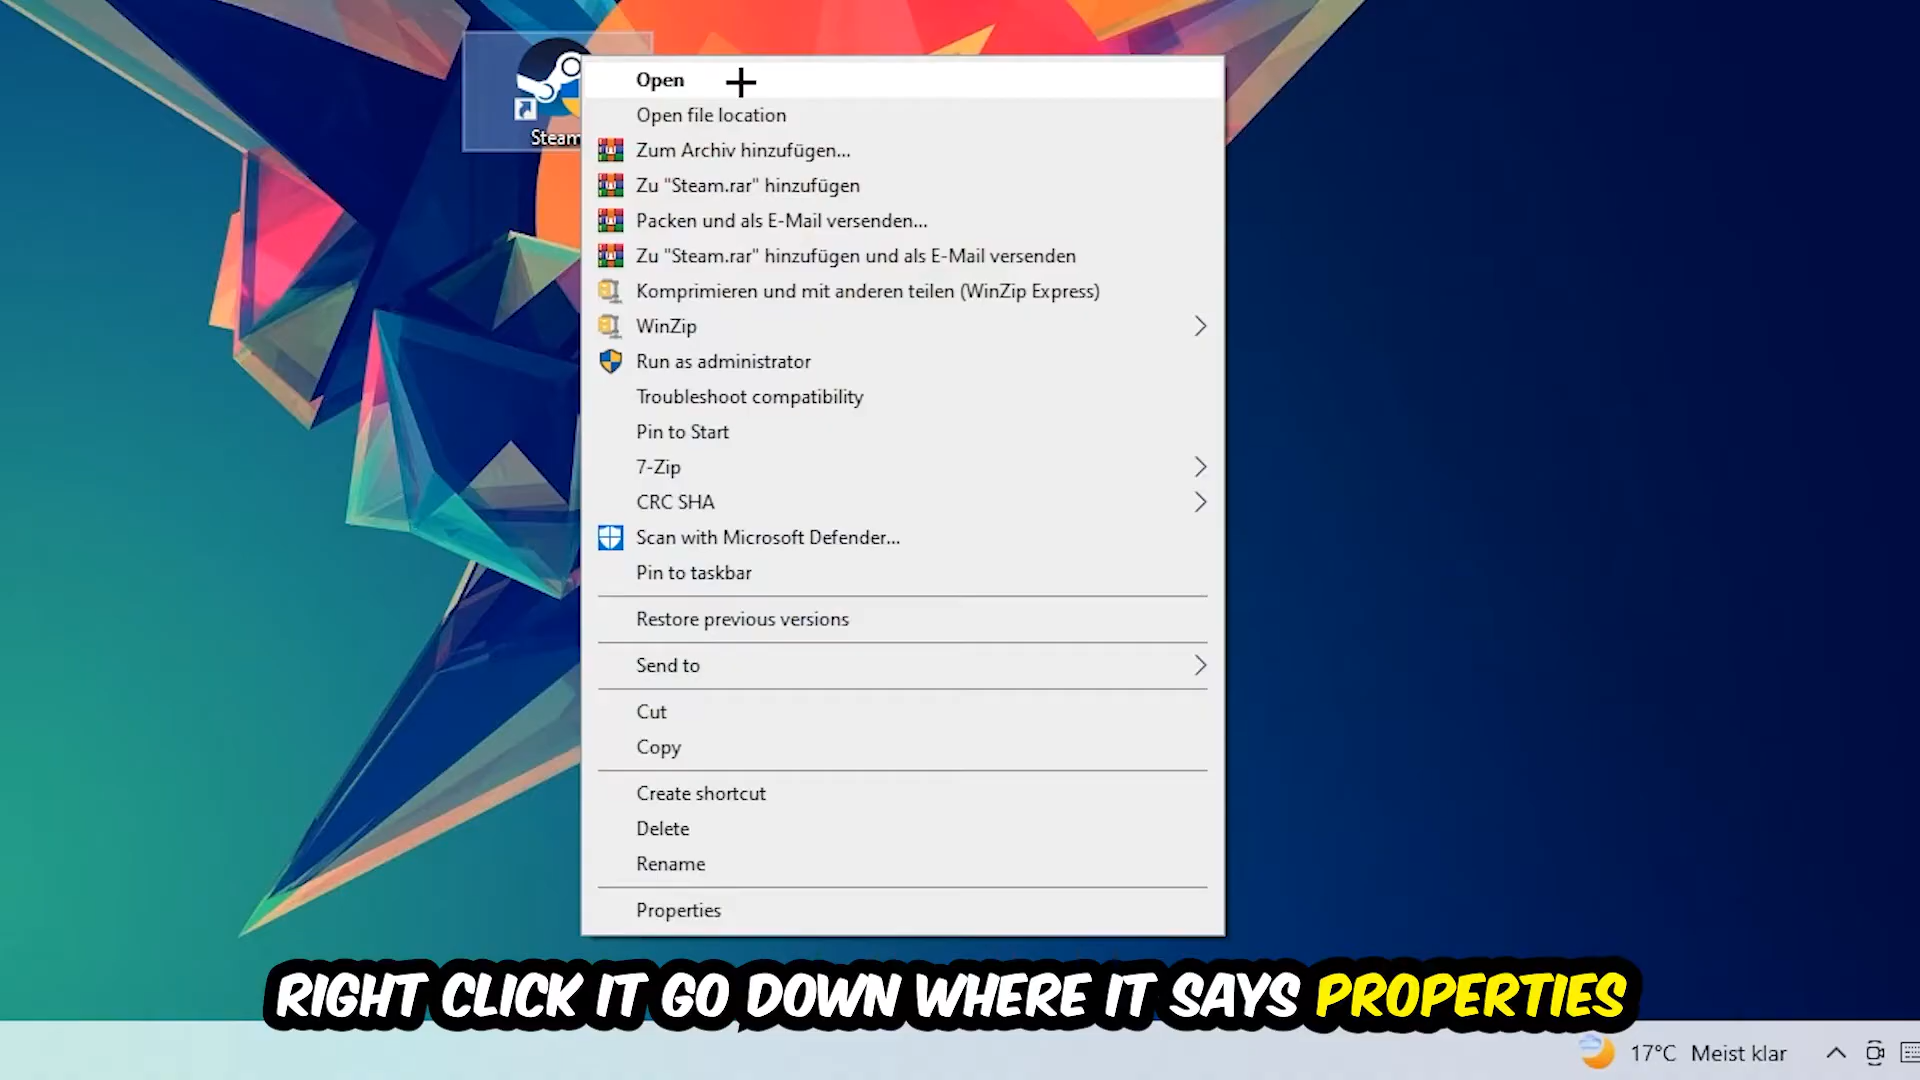 Steam
Open
Open file location
Zum Archiv hinzufügen...
Zu "Steam.rar" hinzufügen
Packen und als E-Mail versenden...
Zu "Steam.rar" hinzufügen und als E-Mail versenden
Komprimieren und mit anderen teilen (WinZip Express)
WinZip
Run as administrator
Troubleshoot compatibility
Pin to Start
7-Zip
CRC SHA
Scan with Microsoft Defender...
Pin to taskbar
Restore previous versions
Send to
Cut
Copy
Create shortcut
Delete
Rename
Properties
RIGHT CLICK IT GO DOWN WHERE IT SAYS PROPERTIES
17°C Meist klar